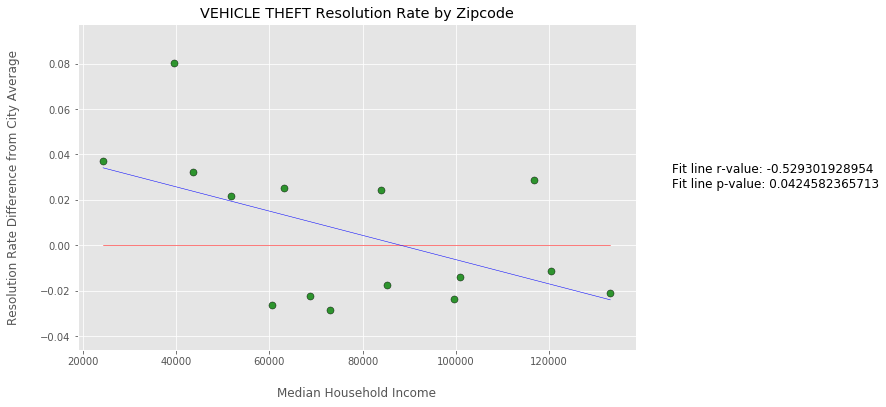 VEHICLE THEFT Resolution Rate by Zipcode
Resolution Rate Difference from City Average
0.08
0.06
0.04
0.02
0.00
−0.02
−0.04
20000 40000 60000 80000 100000 120000
Median Household Income
Fit line r-value: -0.529301928954
Fit line p-value: 0.0424582365713